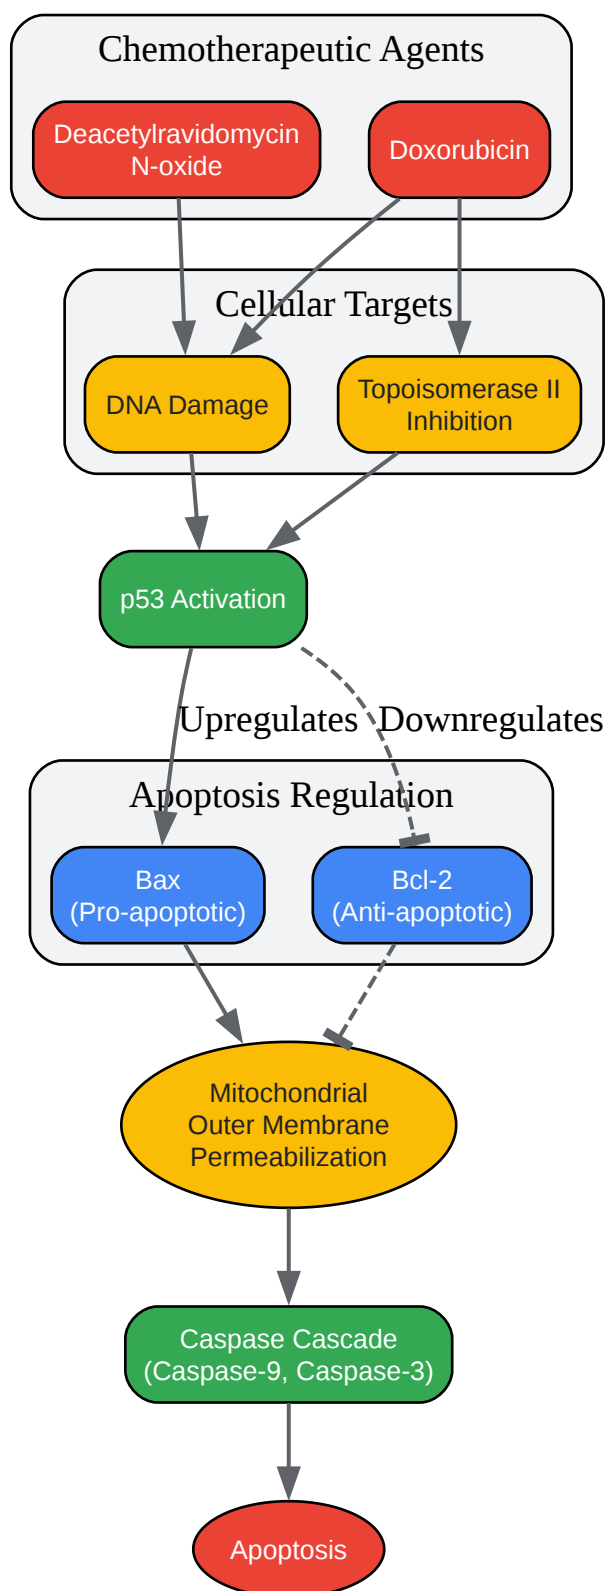 Chemotherapeutic Agents
Deacetylravidomycin
N-oxide
Doxorubicin
Cellular Targets
DNA Damage
Topoisomerase II
Inhibition
p53 Activation
Upregulates
Downregulates
Apoptosis Regulation
Bax
(Pro-apoptotic)
Bcl-2
(Anti-apoptotic)
Mitochondrial
Outer Membrane
Permeabilization
Caspase Cascade
(Caspase-9, Caspase-3)
Apoptosis